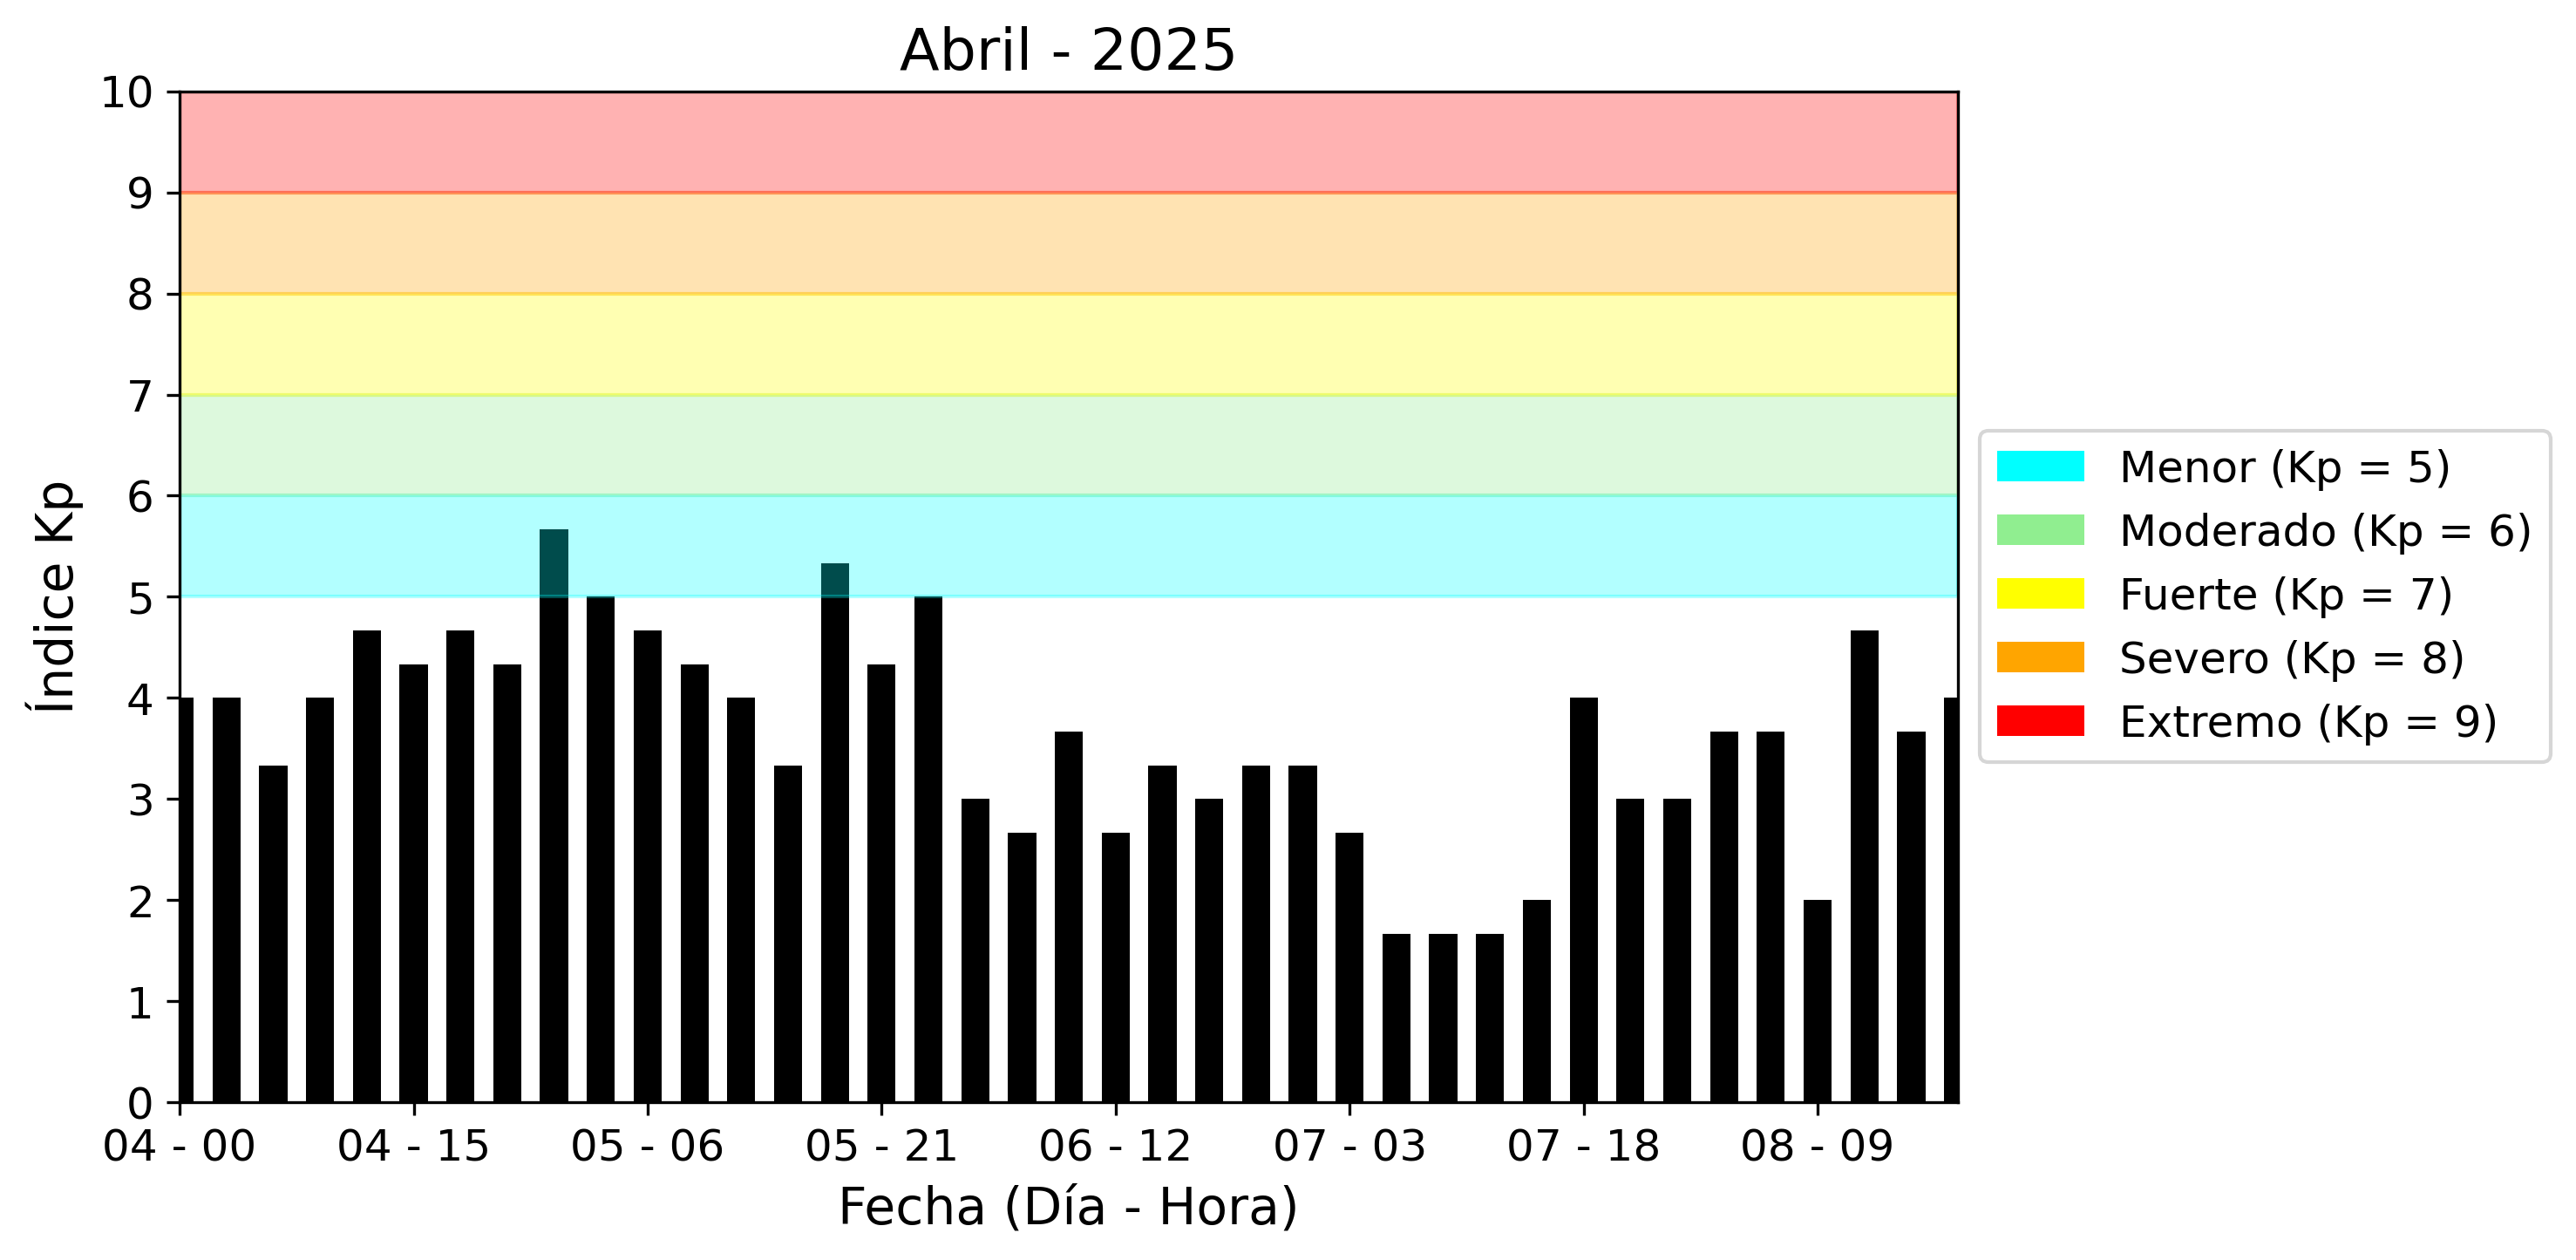 Abril - 2025
10
9
8
7
6
5
4
3
2
1
0
Índice Kp
04 - 00
04 - 15
05 - 06
05 - 21
06 - 12
07 - 03
07 - 18
08 - 09
Fecha (Día - Hora)
Menor (Kp = 5)
Moderado (Kp = 6)
Fuerte (Kp = 7)
Severo (Kp = 8)
Extremo (Kp = 9)